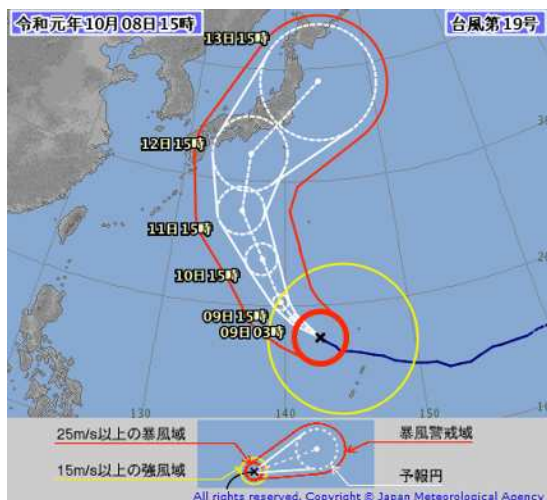 令和元年10月08日15時
台風第19号
13日15時
12日15時
11日15時
10日15時
09日15時
09日03時
30
20
130
140
150
160
10
25m/s以上の暴風域
暴風警戒域
15m/s以上の強風域
予報円
All rights reserved. Copyright © Japan Meteorological Agency